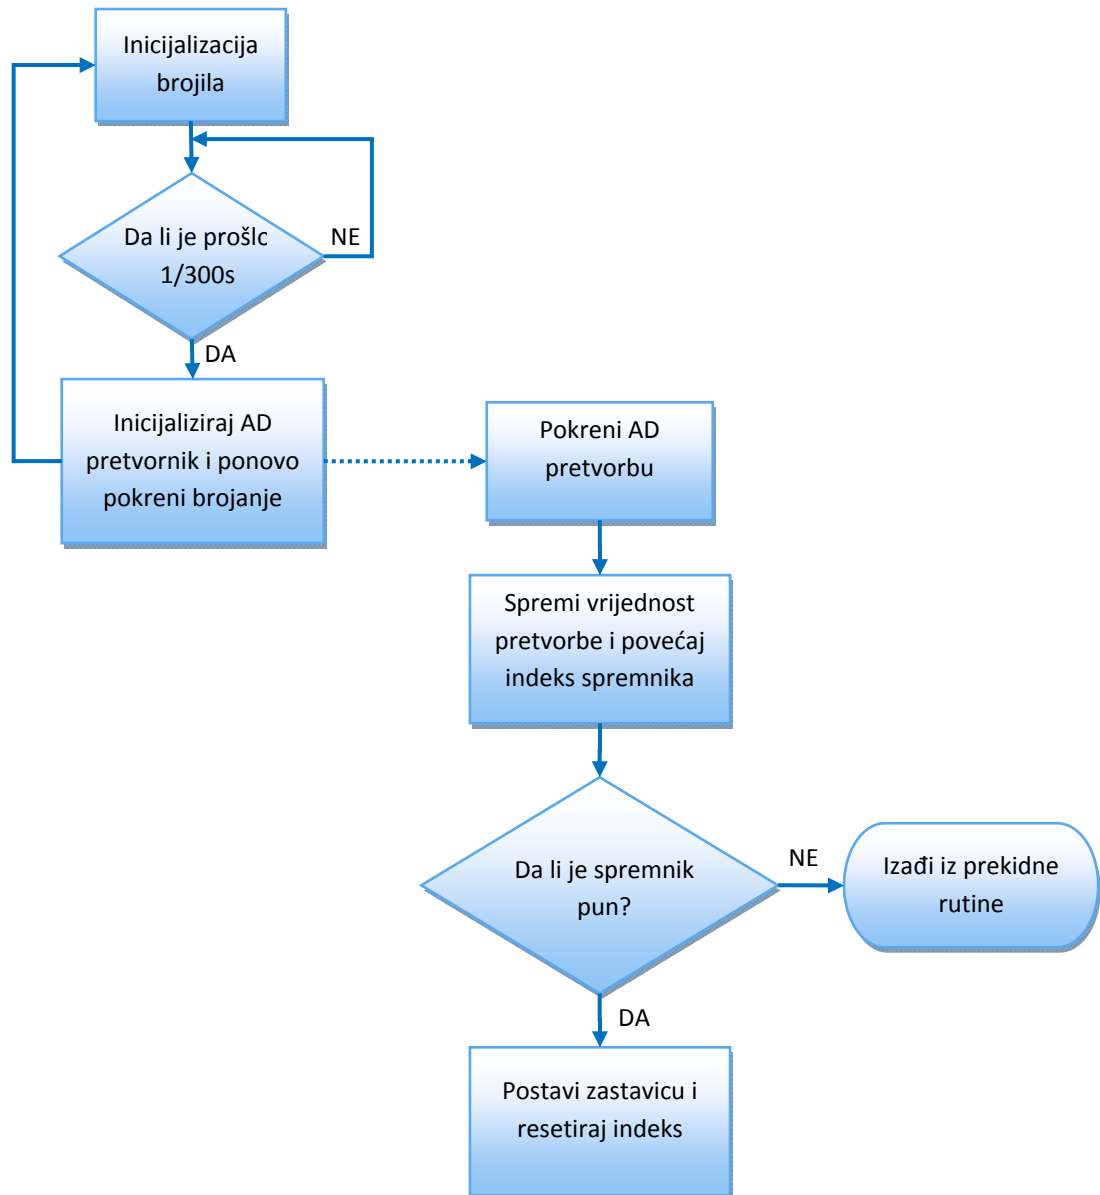 Inicijalizacija
brojila
Da li je prošlo
1/300s
NE
DA
Inicijaliziraj AD
pretvornik i ponovo
pokreni brojanje
Pokreni AD
pretvorbu
Spremi vrijednost
pretvorbe i povećaj
indeks spremnika
Da li je spremnik
pun?
NE
Izađi iz prekidne
rutine
DA
Postavi zastavicu i
resetiraj indeks